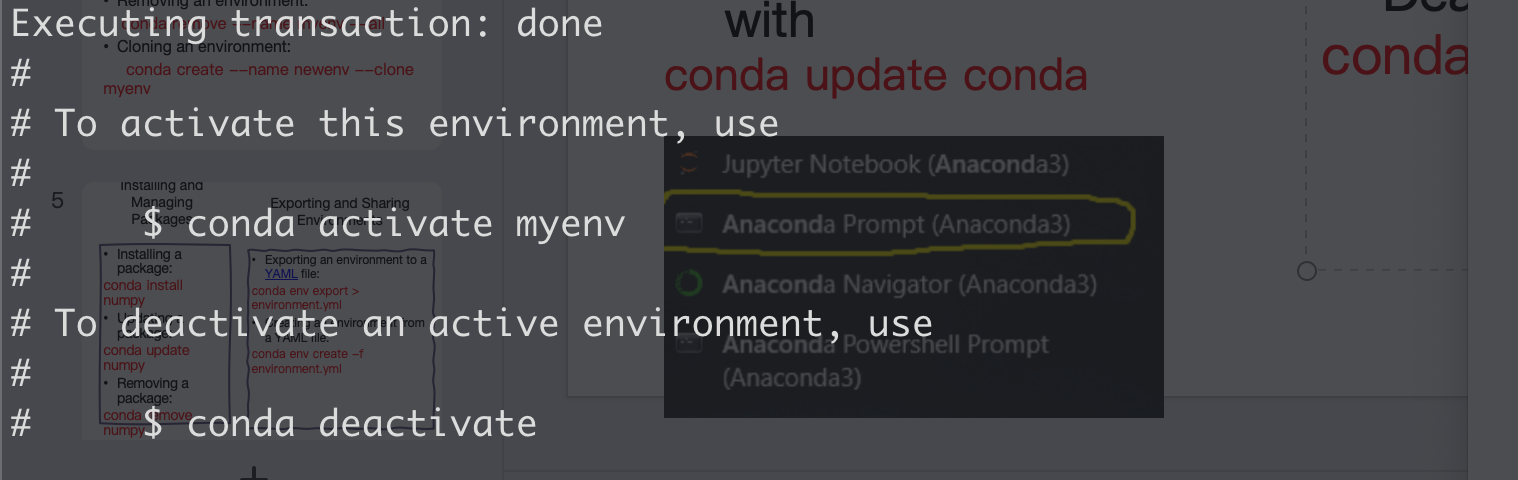 Executing transaction: done
#
# To activate this environment, use
#
#     $ conda activate myenv
#
# To deactivate an active environment, use
#
#     $ conda deactivate
• Removing an environment:
conda remove --name myenv --all
• Cloning an environment:
conda create --name newenv --clone
myenv
5
Installing and
Managing
Packages
• Installing a
package:
conda install
numpy
• Updating a
package:
conda update
numpy
• Removing a
package:
conda remove
numpy
Exporting and Sharing
Environments
• Exporting an environment to a
YAML file:
conda env export >
environment.yml
• Creating an environment from
a YAML file:
conda env create -f
environment.yml
with
conda update conda
Jupyter Notebook (Anaconda3)
Anaconda Prompt (Anaconda3)
Anaconda Navigator (Anaconda3)
Anaconda Powershell Prompt
(Anaconda3)
conda